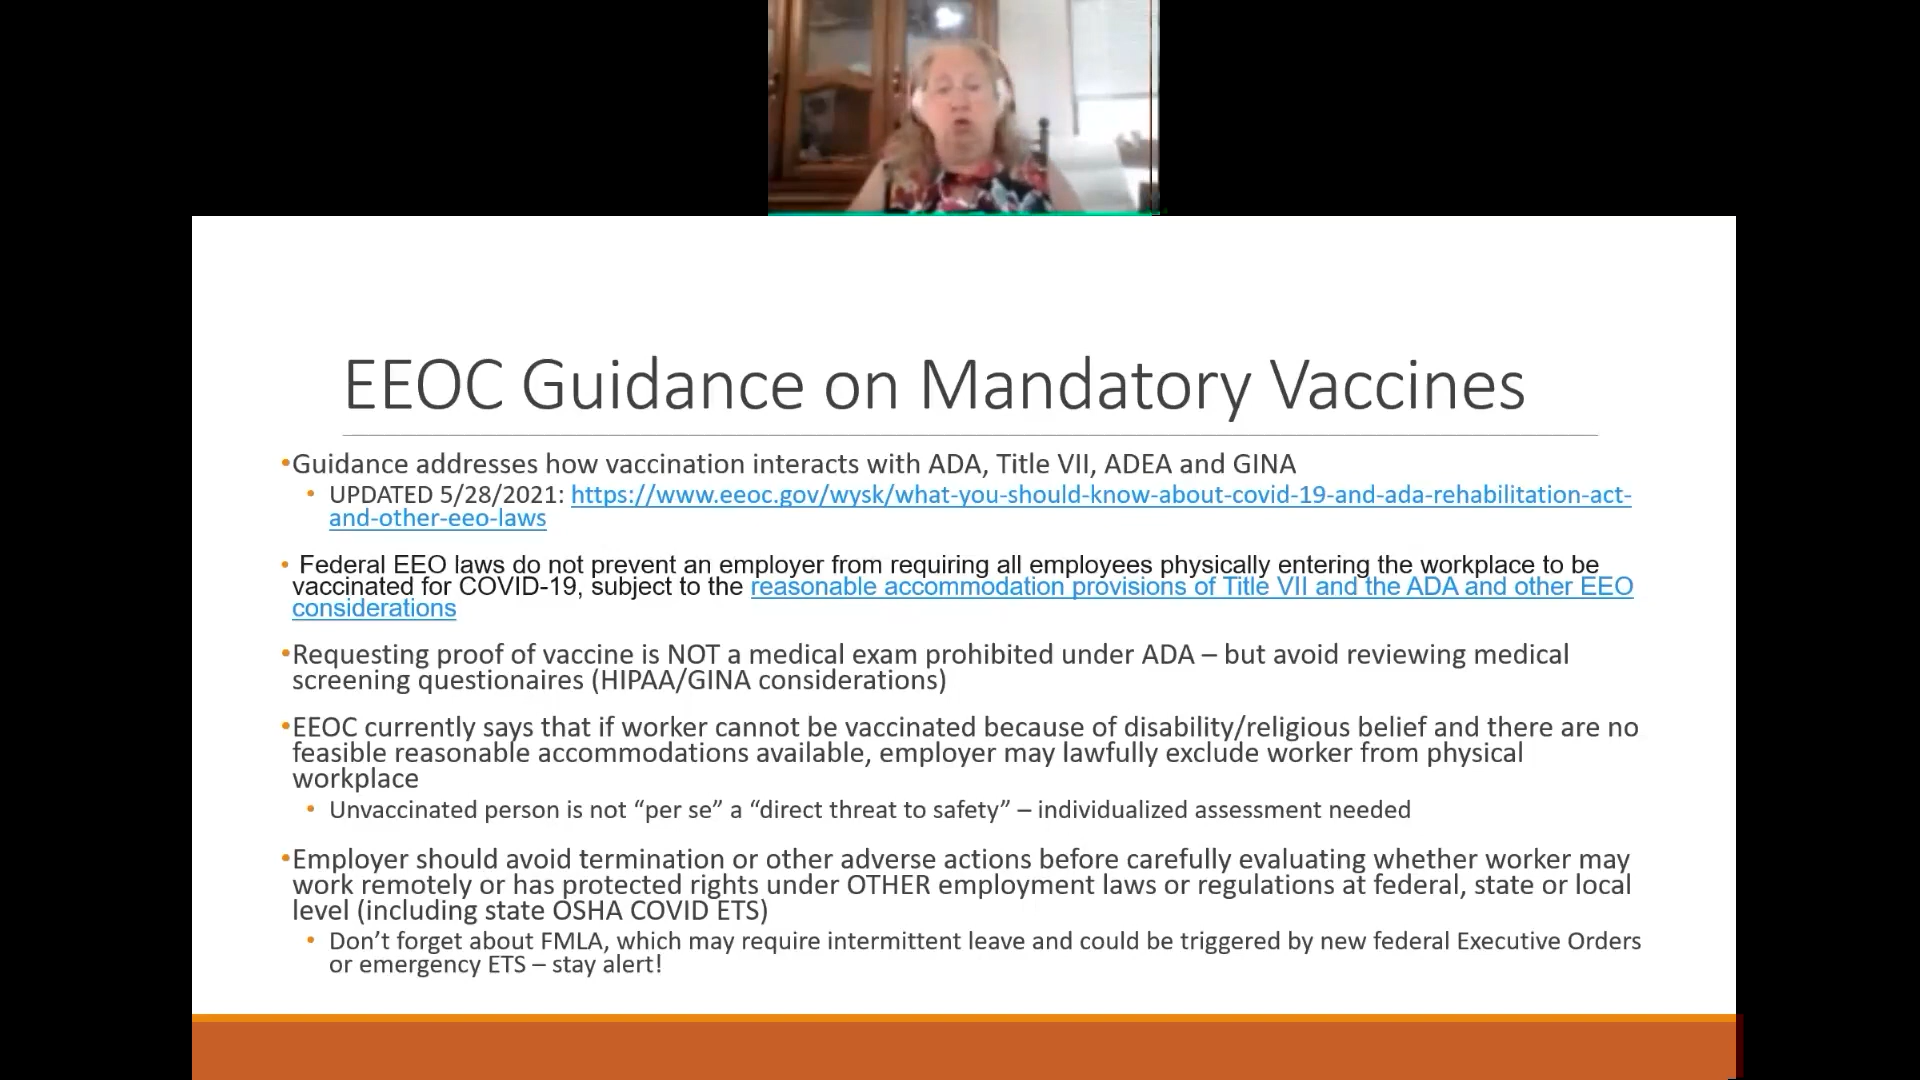 EEOC Guidance on Mandatory Vaccines
•Guidance addresses how vaccination interacts with ADA, Title VII, ADEA and GINA
• UPDATED 5/28/2021: https://www.eeoc.gov/wysk/what-you-should-know-about-covid-19-and-ada-rehabilitation-act-
and-other-eeo-laws
• Federal EEO laws do not prevent an employer from requiring all employees physically entering the workplace to be
vaccinated for COVID-19, subject to the reasonable accommodation provisions of Title VII and the ADA and other EEO
considerations
•Requesting proof of vaccine is NOT a medical exam prohibited under ADA – but avoid reviewing medical
screening questionaires (HIPAA/GINA considerations)
•EEOC currently says that if worker cannot be vaccinated because of disability/religious belief and there are no
feasible reasonable accommodations available, employer may lawfully exclude worker from physical
workplace
• Unvaccinated person is not “per se” a “direct threat to safety” – individualized assessment needed
•Employer should avoid termination or other adverse actions before carefully evaluating whether worker may
work remotely or has protected rights under OTHER employment laws or regulations at federal, state or local
level (including state OSHA COVID ETS)
• Don’t forget about FMLA, which may require intermittent leave and could be triggered by new federal Executive Orders
or emergency ETS – stay alert!